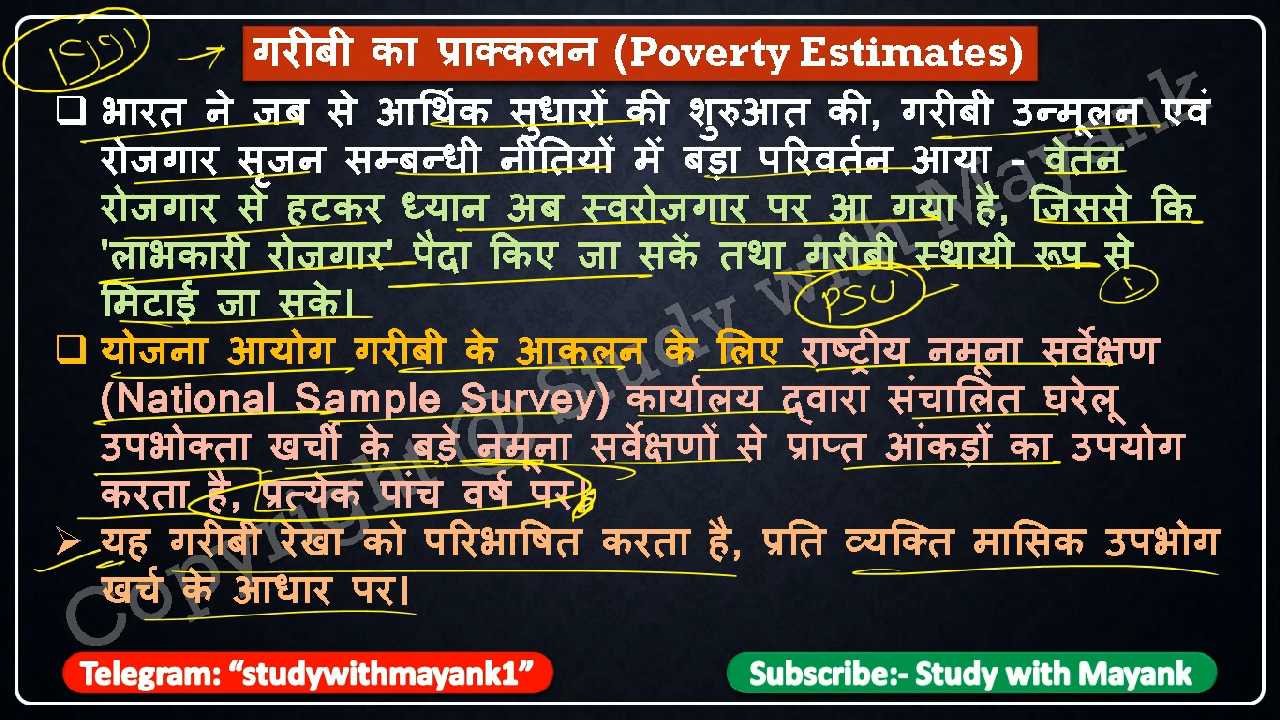 1991
गरीबी का प्राक्कलन (Poverty Estimates)
भारत ने जब से आर्थिक सुधारों की शुरुआत की, गरीबी उन्मूलन एवं
रोजगार सृजन सम्बन्धी नीतियों में बड़ा परिवर्तन आया - वेतन
रोजगार से हटकर ध्यान अब स्वरोजगार पर आ गया है, जिससे कि
'लाभकारी रोज़गार' पैदा किए जा सकें तथा गरीबी स्थायी रूप से
मिटाई जा सके।
PSU
योजना आयोग गरीबी के आकलन के लिए राष्ट्रीय नमूना सर्वेक्षण
(National Sample Survey) कार्यालय द्वारा संचालित घरेलू
उपभोक्ता खर्ची के बड़े नमूना सर्वेक्षणों से प्राप्त आंकड़ों का उपयोग
करता है, प्रत्येक पांच वर्ष पर।
यह गरीबी रेखा को परिभाषित करता है, प्रति व्यक्ति मासिक उपभोग
खर्च के आधार पर।
Copyright @ Study with Mayank
Telegram: “studywithmayank1”
Subscribe:- Study with Mayank